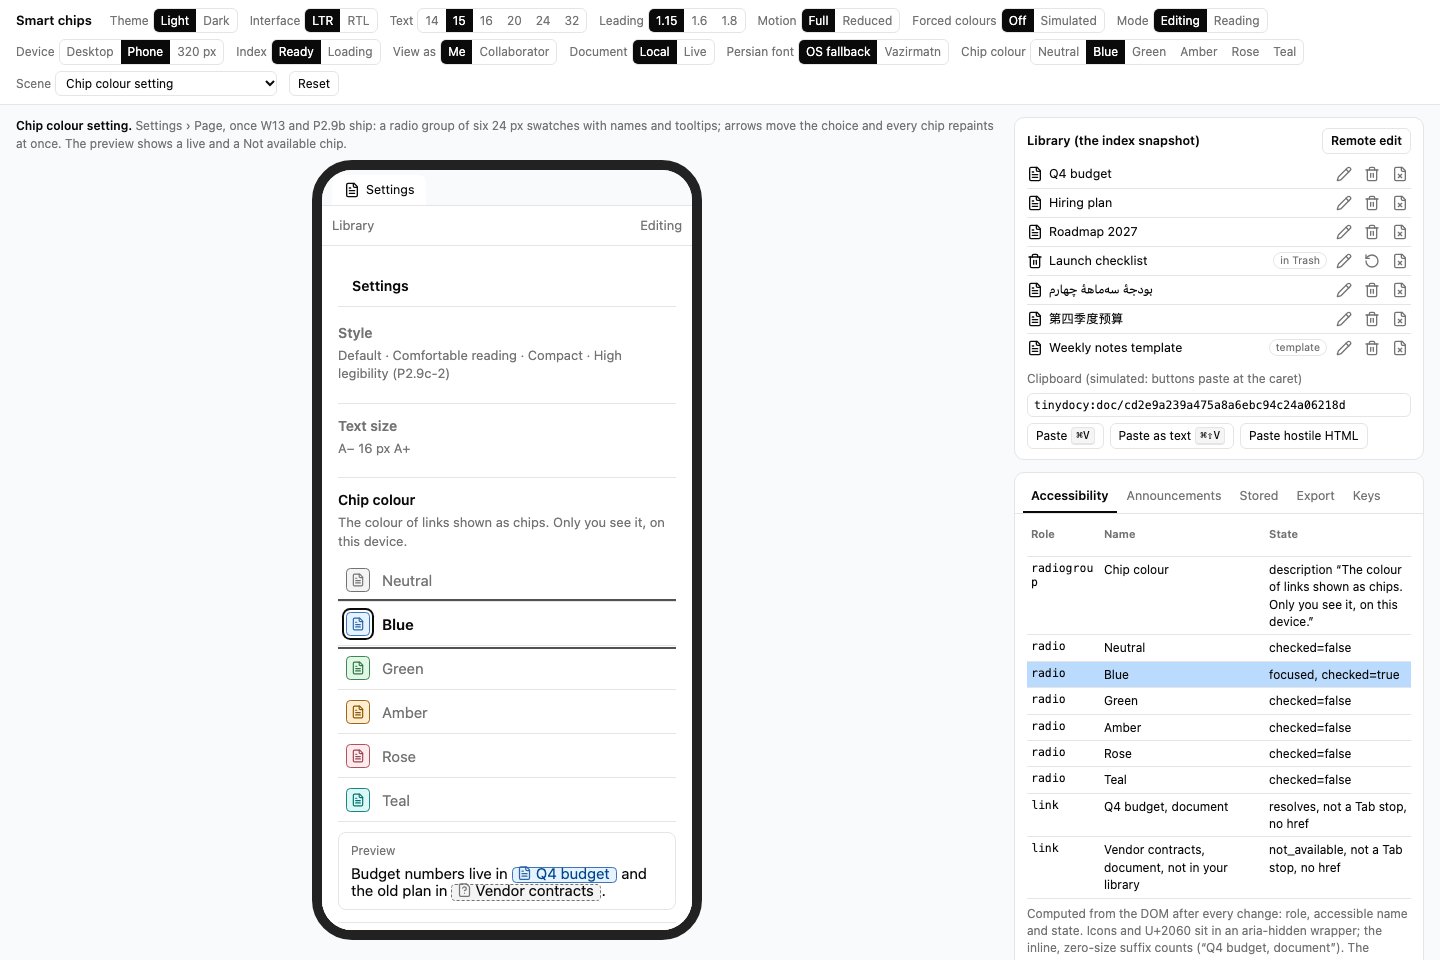 Smart chips Theme Light Dark Interface LTR RTL Text 14 15 16 20 24 32 Leading 1.15 1.6 1.8 Motion Full Reduced Forced colours Off Simulated Mode Editing Reading
Device Desktop Phone 320 px Index Ready Loading View as Me Collaborator Document Local Live Persian font OS fallback Vazirmatn Chip colour Neutral Blue Green Amber Rose Teal
Scene Chip colour setting Reset
Chip colour setting. Settings › Page, once W13 and P2.9b ship: a radio group of six 24 px swatches with names and tooltips; arrows move the choice and every chip repaints
at once. The preview shows a live and a Not available chip.
Settings
Library Editing
Settings
Style
Default · Comfortable reading · Compact · High
legibility (P2.9c-2)
Text size
A− 16 px A+
Chip colour
The colour of links shown as chips. Only you see it, on
this device.
Neutral
Blue
Green
Amber
Rose
Teal
Preview
Budget numbers live in Q4 budget and
the old plan in Vendor contracts.
Library (the index snapshot) Remote edit
Q4 budget
Hiring plan
Roadmap 2027
Launch checklist in Trash
بودجهٔ سه‌ماههٔ چهارم
第四季度预算
Weekly notes template template
Clipboard (simulated: buttons paste at the caret)
tinydocy:doc/cd2e9a239a475a8a6ebc94c24a06218d
Paste ⌘V Paste as text ⌘⇧V Paste hostile HTML
Accessibility Announcements Stored Export Keys
Role Name State
radiogrou
p
Chip colour
description “The colour
of links shown as chips.
Only you see it, on this
device.”
radio Neutral checked=false
radio Blue focused, checked=true
radio Green checked=false
radio Amber checked=false
radio Rose checked=false
radio Teal checked=false
link Q4 budget, document resolves, not a Tab stop,
no href
link Vendor contracts, not_available, not a Tab
document, not in your stop, no href
library
Computed from the DOM after every change: role, accessible name
and state. Icons and U+2060 sit in an aria-hidden wrapper; the
inline, zero-size suffix counts (“Q4 budget, document”). The